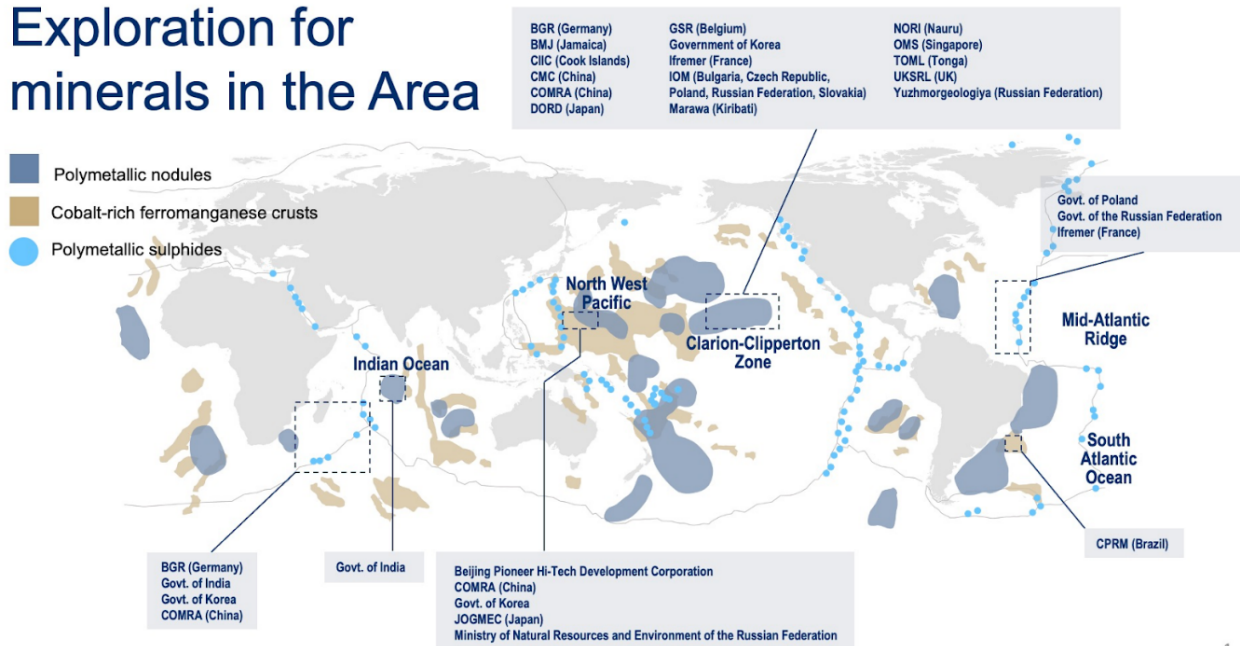 Exploration for
minerals in the Area
Polymetallic nodules
Cobalt-rich ferromanganese crusts
Polymetallic sulphides
BGR (Germany)
BMJ (Jamaica)
CIIC (Cook Islands)
CMC (China)
COMRA (China)
DORD (Japan)
GSR (Belgium)
Government of Korea
Ifremer (France)
IOM (Bulgaria, Czech Republic,
Poland, Russian Federation, Slovakia)
Marawa (Kiribati)
NORI (Nauru)
OMS (Singapore)
TOML (Tonga)
UKSRL (UK)
Yuzhmorgeologiya (Russian Federation)
Govt. of Poland
Govt. of the Russian Federation
Ifremer (France)
North West
Pacific
Clarion-Clipperton
Zone
Mid-Atlantic
Ridge
Indian Ocean
South
Atlantic
Ocean
CPRM (Brazil)
BGR (Germany)
Govt. of India
Govt. of Korea
COMRA (China)
Govt. of India
Beijing Pioneer Hi-Tech Development Corporation
COMRA (China)
Govt. of Korea
JOGMEC (Japan)
Ministry of Natural Resources and Environment of the Russian Federation